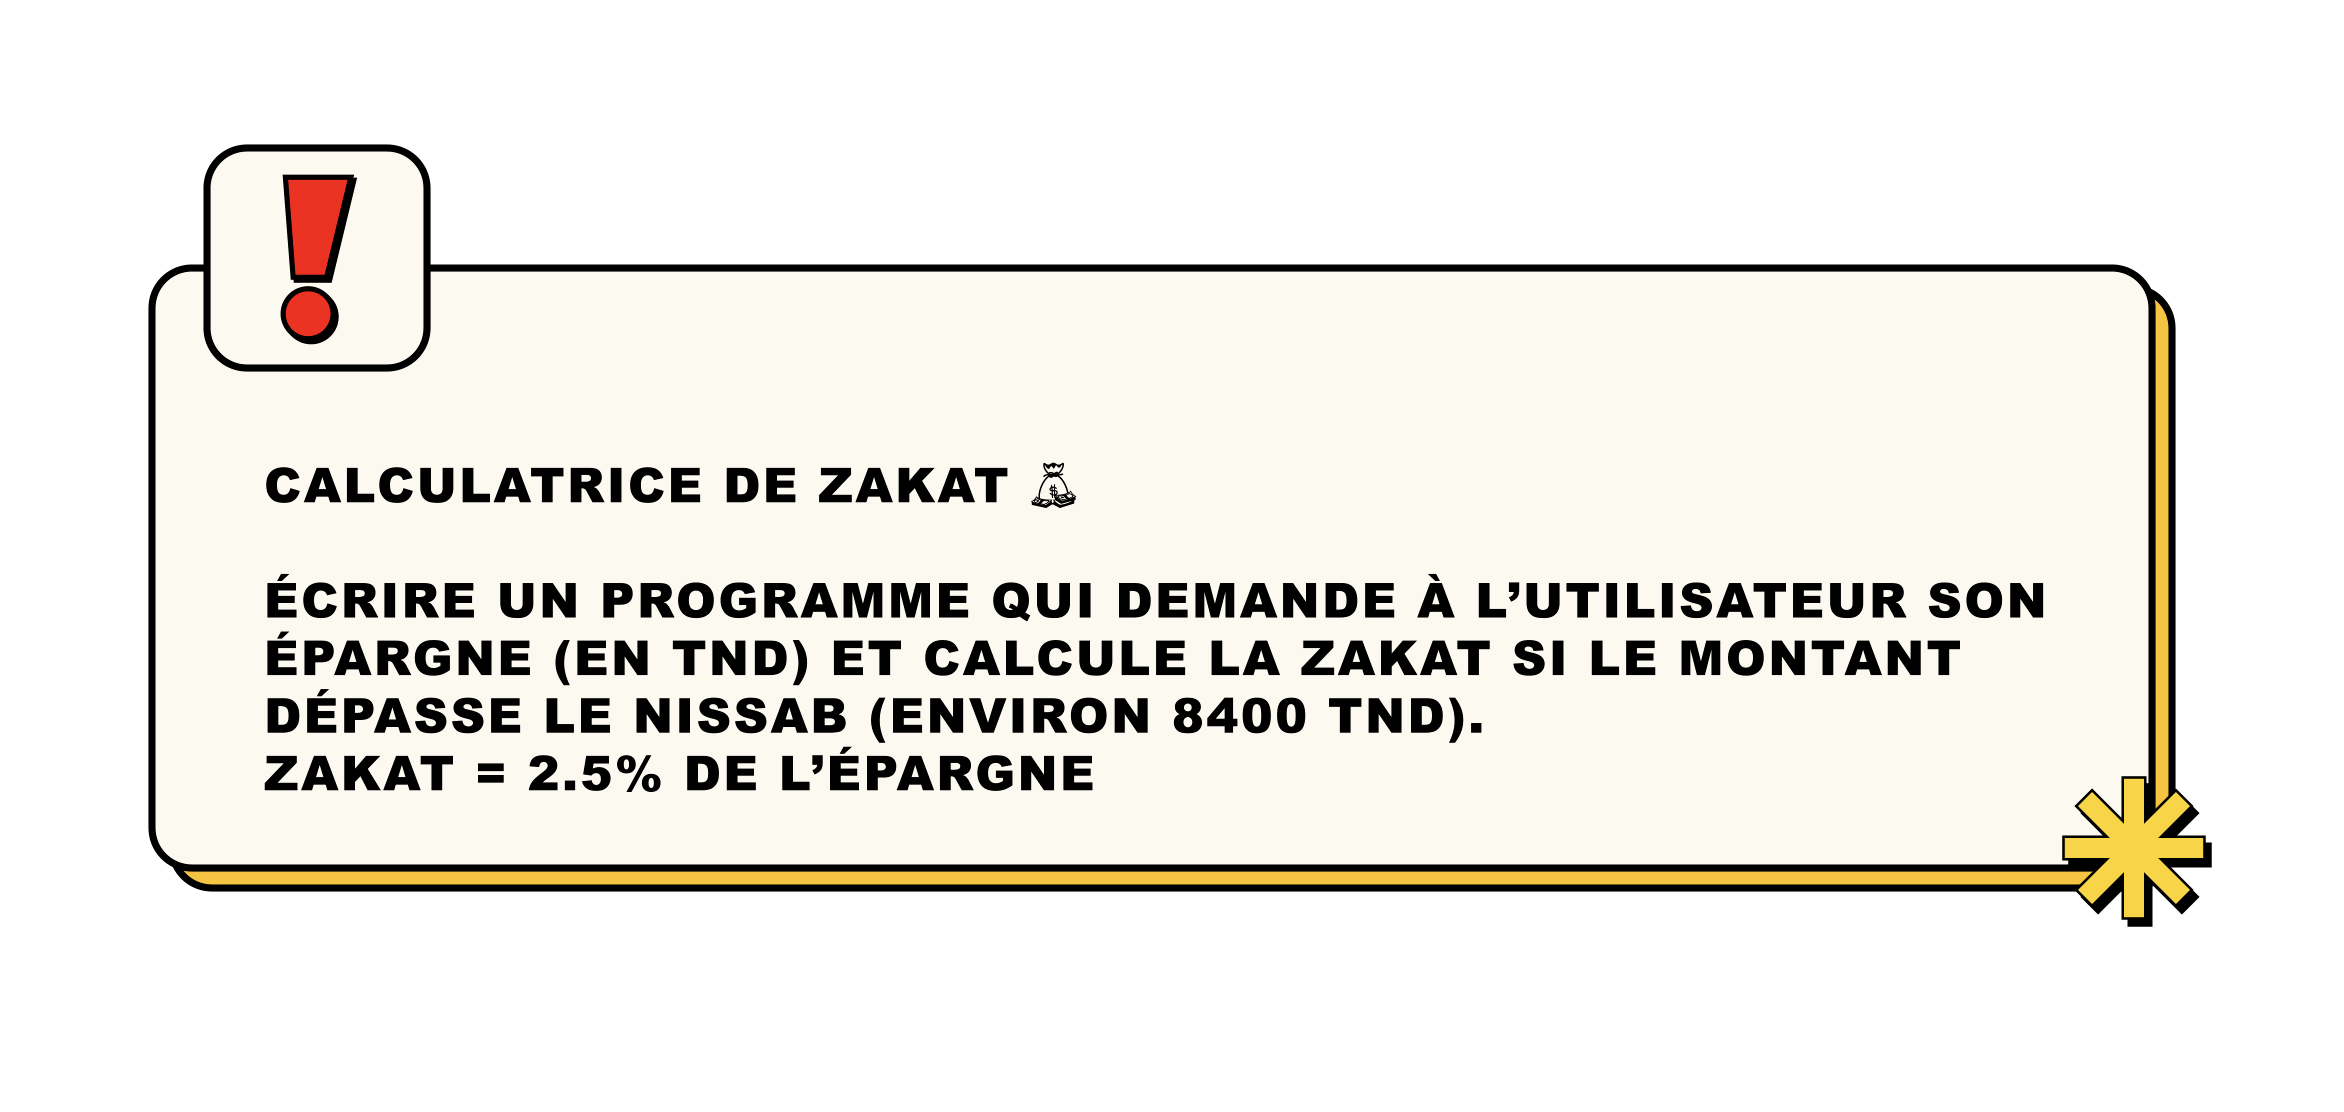 CALCULATRICE DE ZAKAT 💰
ÉCRIRE UN PROGRAMME QUI DEMANDE À L’UTILISATEUR SON
ÉPARGNE (EN TND) ET CALCULE LA ZAKAT SI LE MONTANT
DÉPASSE LE NISSAB (ENVIRON 8400 TND).
ZAKAT = 2.5% DE L’ÉPARGNE